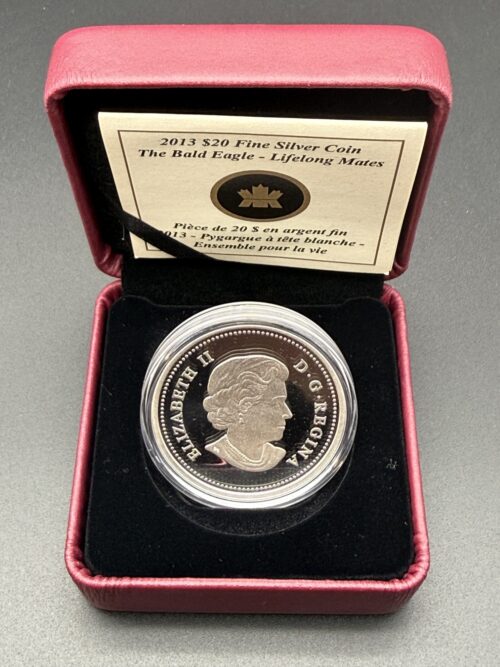 2013 $20 Fine Silver Coin
The Bald Eagle - Lifelong Mates
Pièce de 20 $ en argent fin
2013 - Pygargue à tête blanche -
Ensemble pour la vie
ELIZABETH II D·G·REGINA